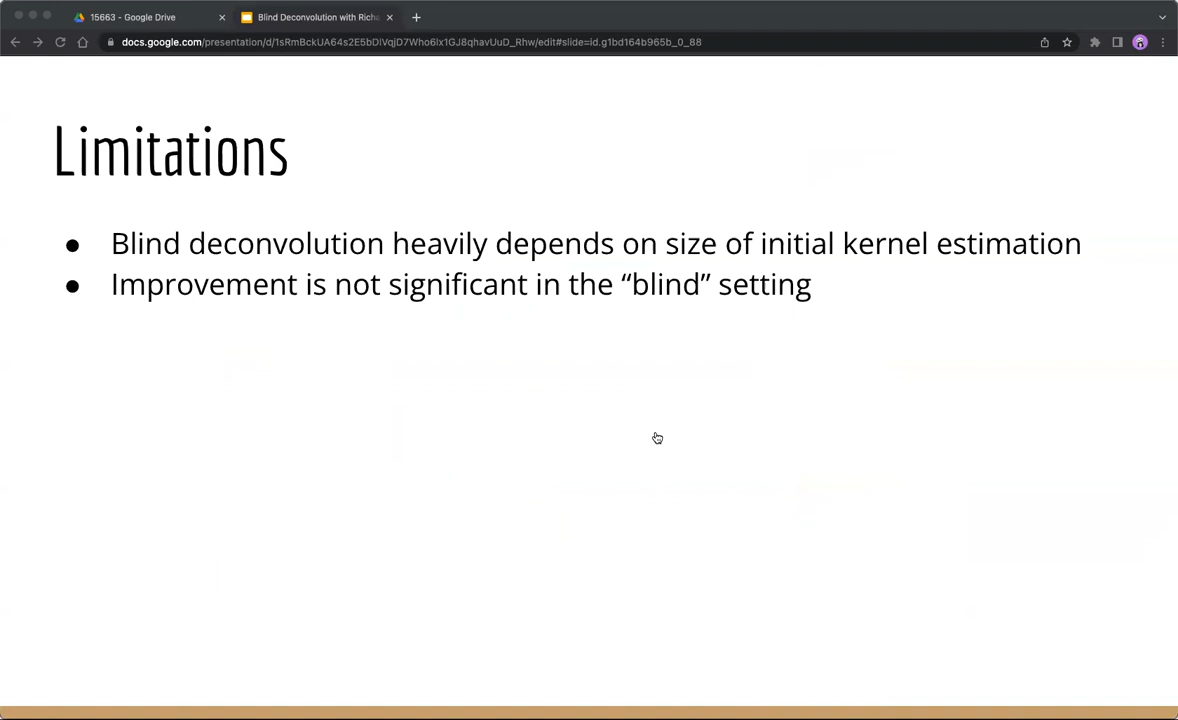 15663 - Google Drive
Blind Deconvolution with Rich
docs.google.com/presentation/d/1sRmBckUA64s2E5bDlVqjD7Who6lx1GJ8qhavUuD_Rhw/edit#slide=id.g1bd164b965b_0_88
Limitations
● Blind deconvolution heavily depends on size of initial kernel estimation
● Improvement is not significant in the “blind” setting